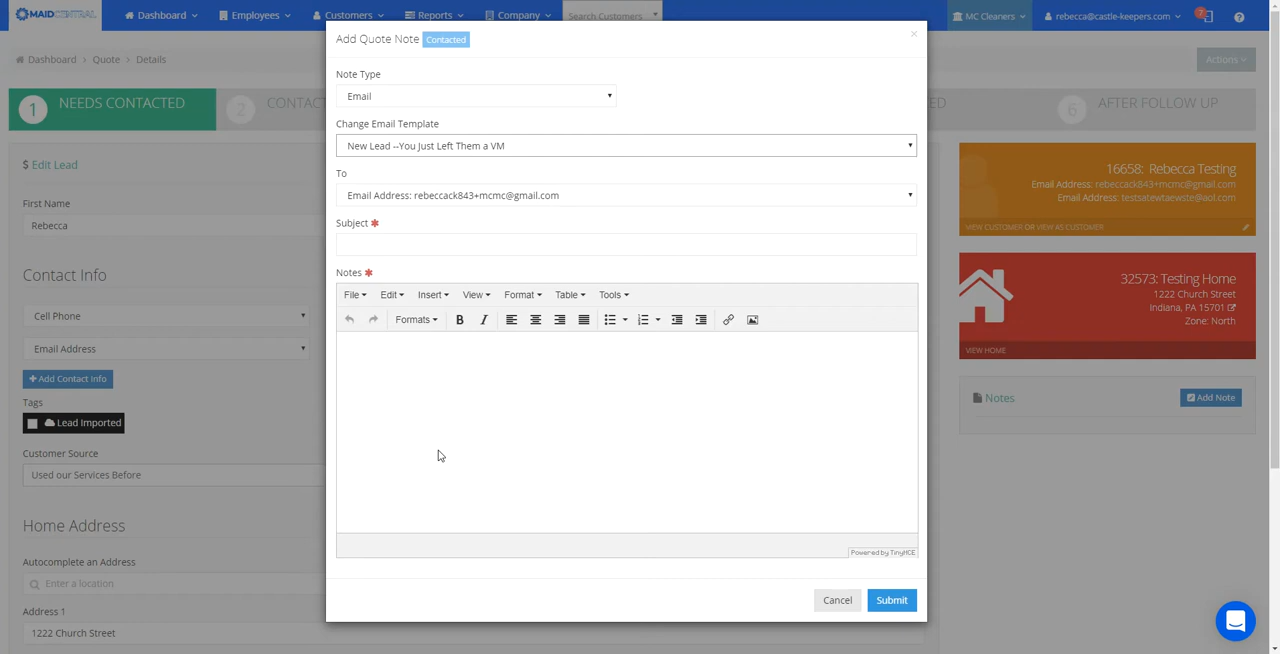 MAIDCENTRAL
Dashboard
Employees
Customers
Reports
Company
Search Customers
MC Cleaners
rebecca@castle-keepers.com
7
Dashboard > Quote > Details
Actions
1 NEEDS CONTACTED
2 CONTAC
ED
6 AFTER FOLLOW UP
$ Edit Lead
First Name
Rebecca
Contact Info
Cell Phone
Email Address
Add Contact Info
Tags
Lead Imported
Customer Source
Used our Services Before
Home Address
Autocomplete an Address
Enter a location
Address 1
1222 Church Street
Add Quote Note Contacted
×
Note Type
Email
Change Email Template
New Lead --You Just Left Them a VM
To
Email Address: rebeccack843+mcmc@gmail.com
Subject *
Notes *
File Edit Insert View Format Table Tools
Formats B I
Powered by TinyMCE
Cancel Submit
16658: Rebecca Testing
Email Address: rebeccack843+mcmc@gmail.com
Email Address: testsatewtaewste@aol.com
VIEW CUSTOMER OR VIEW AS CUSTOMER
32573: Testing Home
1222 Church Street
Indiana, PA 15701
Zone: North
VIEW HOME
Notes
Add Note